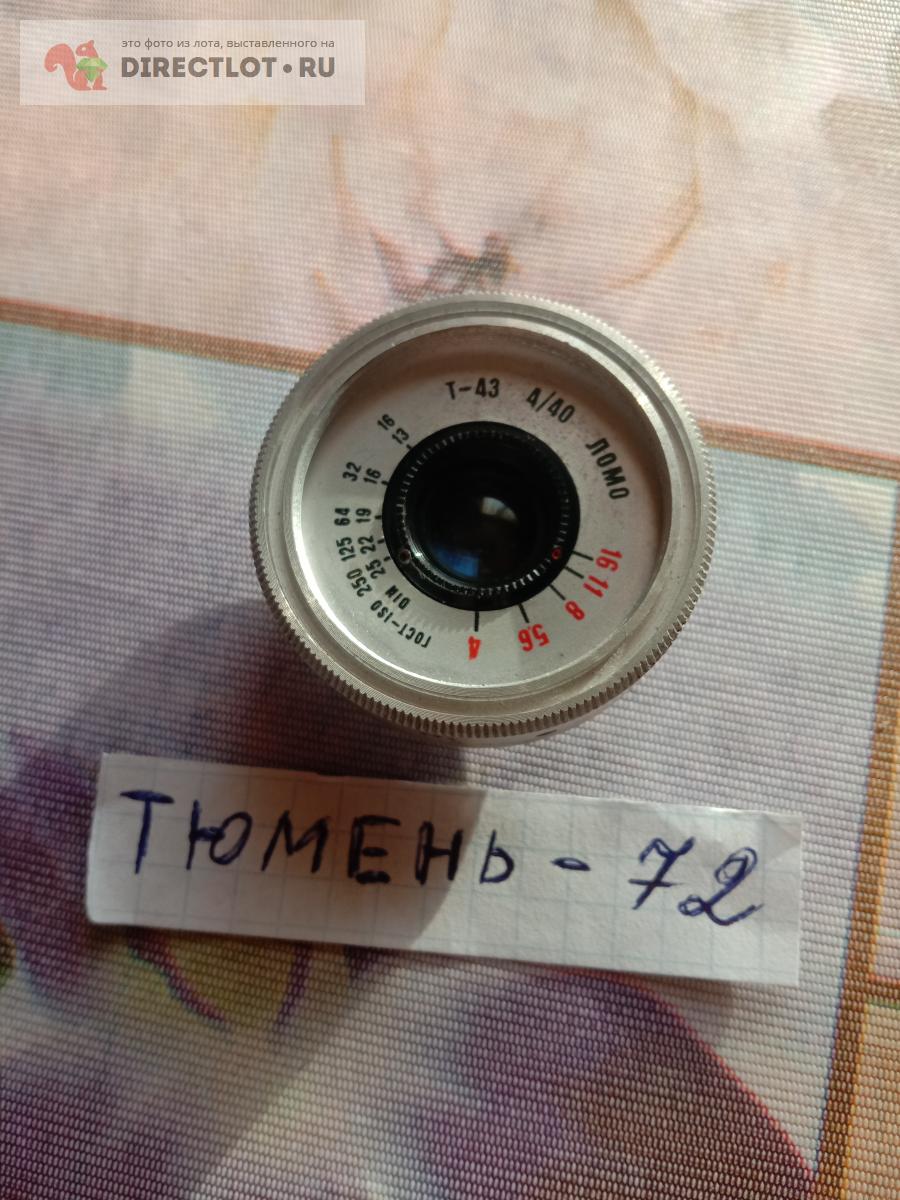 это фото из лота, выставленного на
DIRECTLOT.RU
Т-43 4/40 ЛОМО
16 32 64 125 250 ГОСТ-ISO
13 16 19 22 25 DIN
16 11 8 5,6 4
ТЮМЕНЬ-72